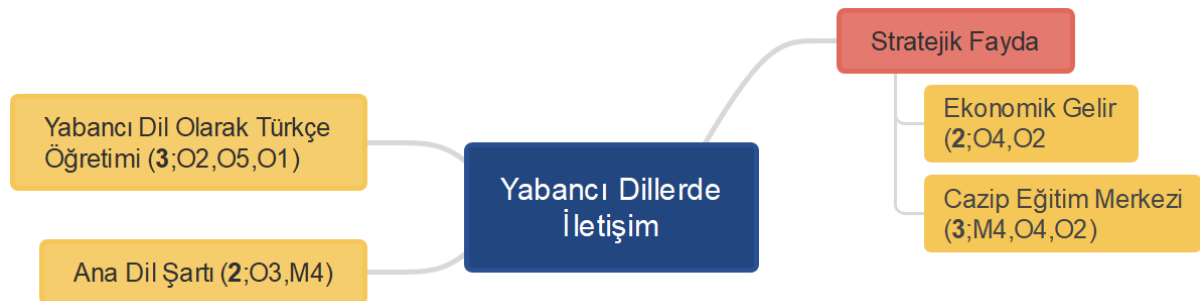 Stratejik Fayda
Yabancı Dil Olarak Türkçe
Öğretimi (3;O2,O5,O1)
Ekonomik Gelir
(2;O4,O2
Yabancı Dillerde
İletişim
Cazip Eğitim Merkezi
(3;M4,O4,O2)
Ana Dil Şartı (2;O3,M4)